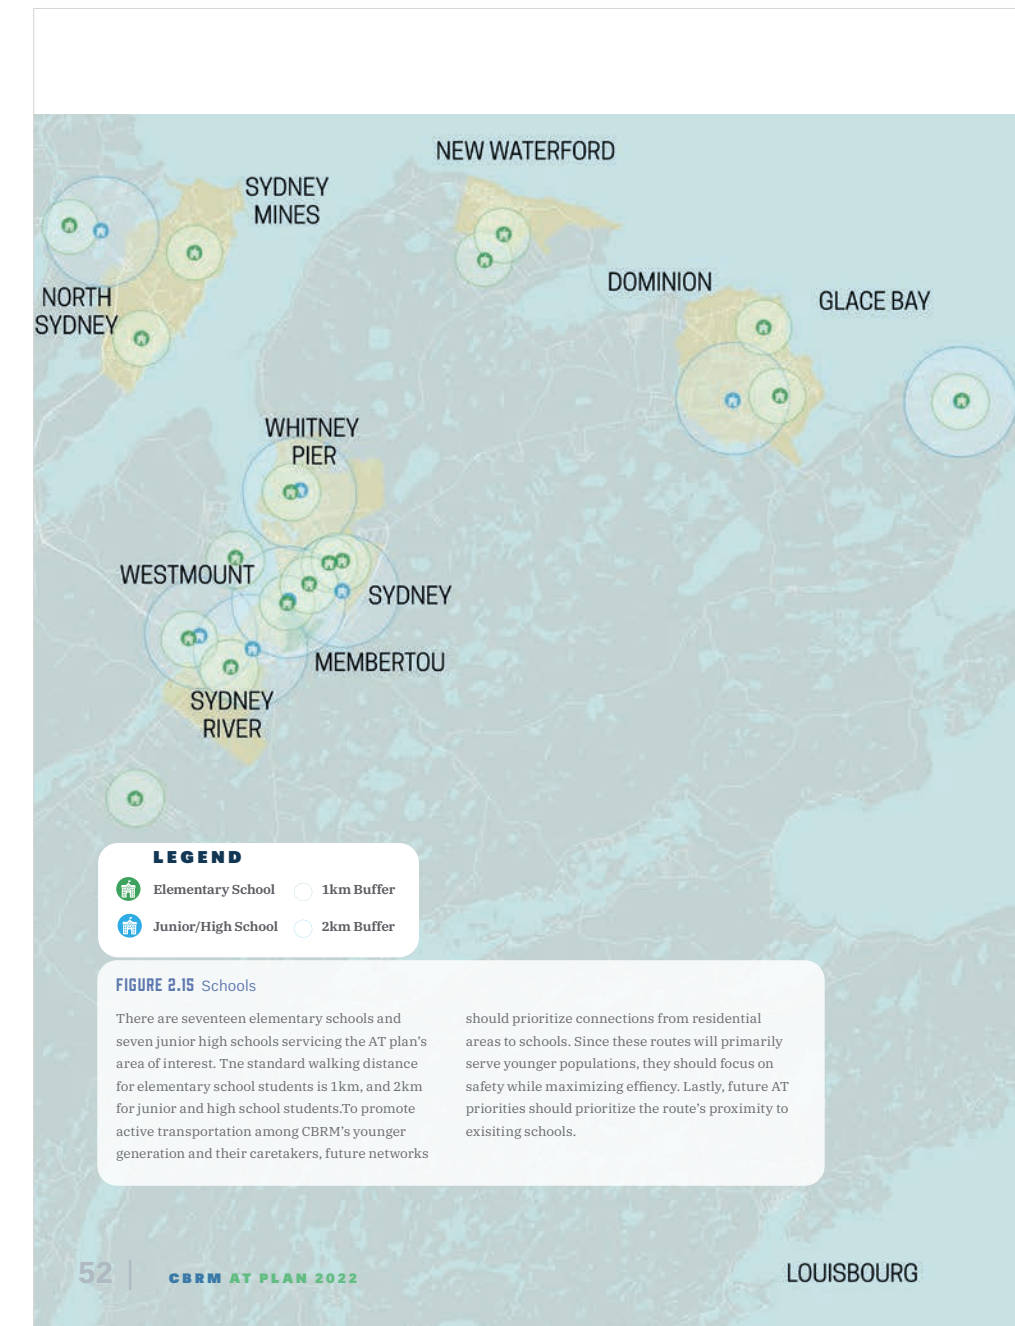 NEW WATERFORD
SYDNEY
MINES
DOMINION
GLACE BAY
NORTH
SYDNEY
WHITNEY
PIER
WESTMOUNT
SYDNEY
MEMBERTOU
SYDNEY
RIVER
LEGEND
Elementary School
1km Buffer
Junior/High School
2km Buffer
FIGURE 2.15 Schools
There are seventeen elementary schools and
seven junior high schools servicing the AT plan's
area of interest. Tne standard walking distance
for elementary school students is 1km, and 2km
for junior and high school students.To promote
active transportation among CBRM's younger
generation and their caretakers, future networks
should prioritize connections from residential
areas to schools. Since these routes will primarily
serve younger populations, they should focus on
safety while maximizing effiency. Lastly, future AT
priorities should prioritize the route's proximity to
exisiting schools.
LOUISBOURG
52 | CBRM AT PLAN 2022